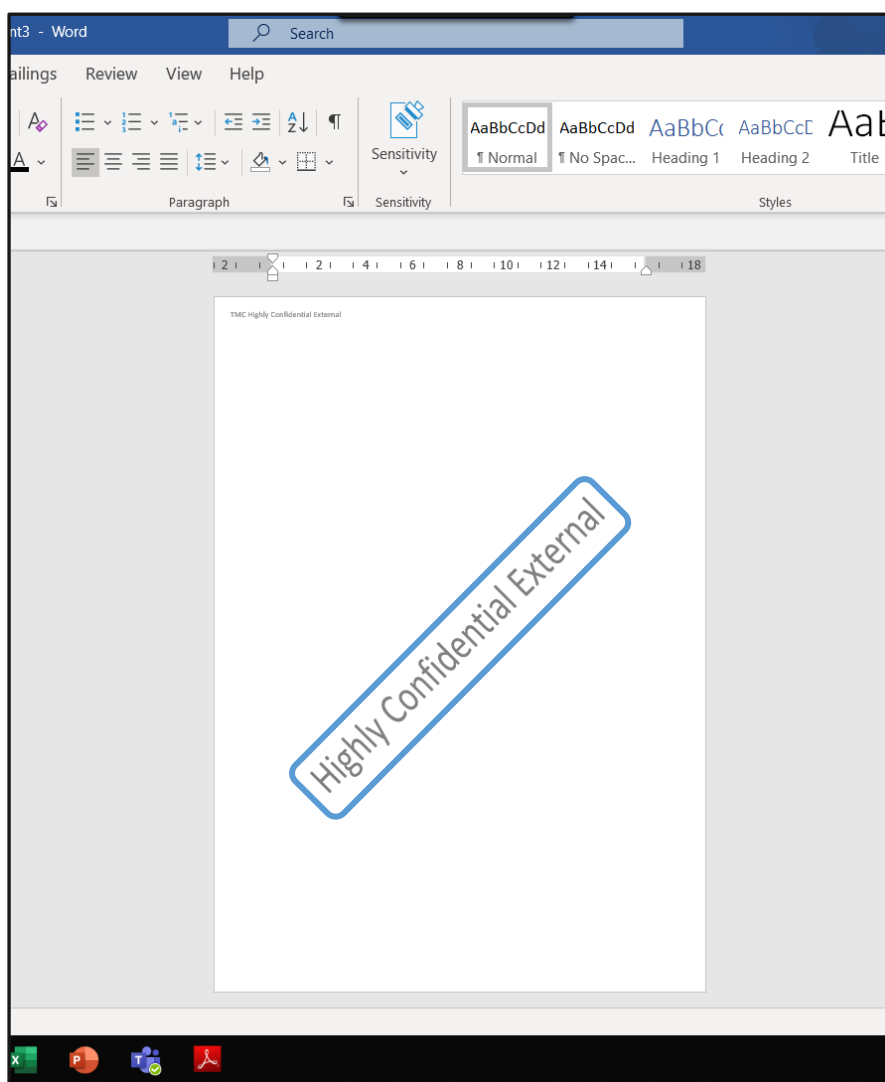 nt3 - Word
Search
ailings Review View Help
Sensitivity
AaBbCcDd AaBbCcDd AaBbC AaBbCcE Aa
¶ Normal ¶ No Spac... Heading 1 Heading 2 Title
Paragraph Sensitivity Styles
2 2 4 6 8 10 12 14 18
TMC Highly Confidential External
Highly Confidential External